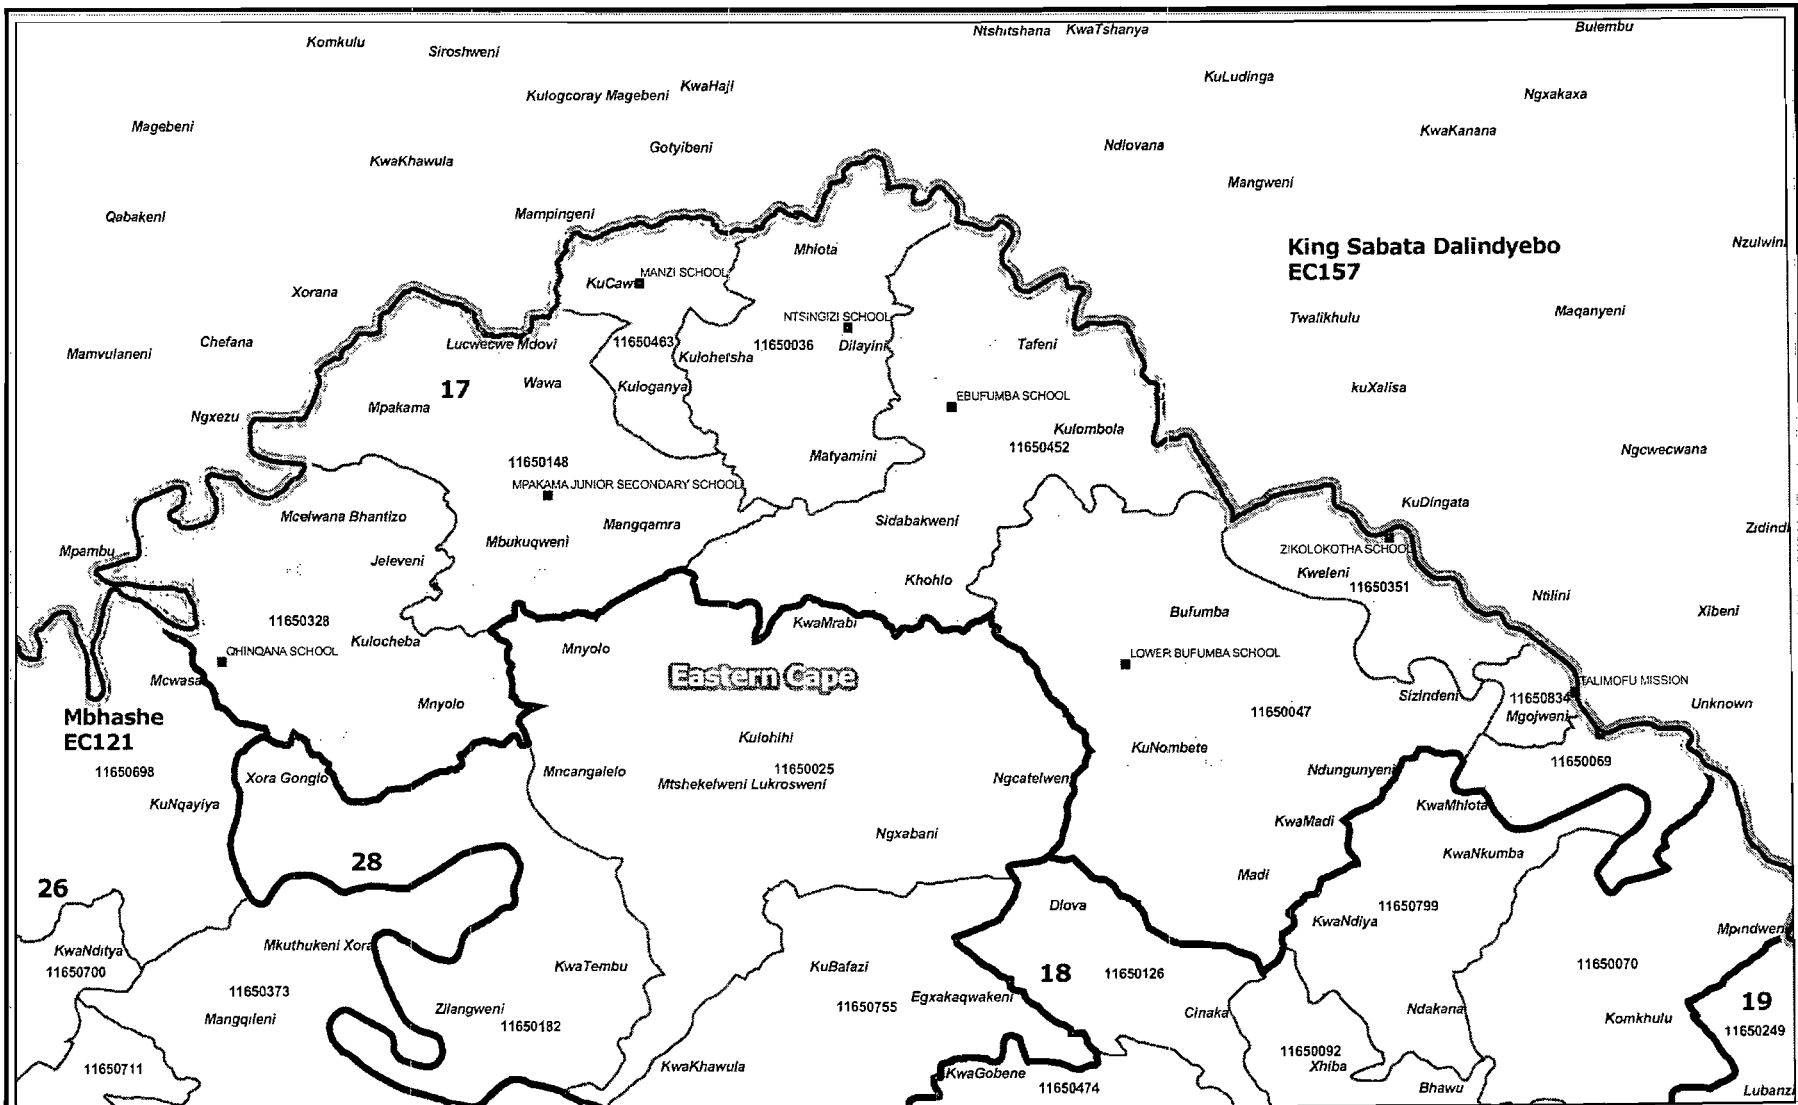 Ntshitshana KwaTshanya
Bulembu
Komkulu
Siroshweni
KuLudinga
Kulogcoray Magebeni
KwaHaji
Ngxakaxa
Magebeni
KwaKanana
Gotyibeni
Ndlovana
KwaKhawula
Mangweni
Qabakeni
Mampingeni
Mhlota
King Sabata Dalindyebo
EC157
Nzulwin
KuCaw
MANZI SCHOOL
Xorana
Maqanyeni
NTSINGIZI SCHOOL
Twalikhulu
Chefana
Lucwecwe Mdovi
11650463
11650036
Dilayini
Tafeni
Mamvulaneni
Kulohetsha
17
Wawa
Kuloganya
kuXalisa
EBUFUMBA SCHOOL
Mpakama
Ngxezu
Kulombola
11650452
Ngcwecwana
11650148
Matyamini
MPAKAMA JUNIOR SECONDARY SCHOOL
KuDingata
Mcelwana Bhantizo
Mangqamra
Sidabakweni
Zidindi
Mbukuqweni
Mpambu
ZIKOLOKOTHA SCHOOL
Jeleveni
Kweleni
Khohlo
11650351
Ntilini
Bufumba
Xibeni
11650328
KwaMrabi
Kulocheba
Mnyolo
QHINQANA SCHOOL
LOWER BUFUMBA SCHOOL
Eastern Cape
Mcwasa
TALIMOFU MISSION
Sizindeni
11650834
Mnyolo
Unknown
Mbhashe
EC121
11650047
Mgojweni
Kulohihi
KuNombete
11650069
11650698
Xora Gonglo
Mncangalelo
11650025
Ndungunyeni
Mtshekelweni Lukrosweni
Ngcatelwen
KuNqayiya
KwaMhlota
KwaMadi
Ngxabani
28
KwaNkumba
26
Madi
Dlova
11650799
KwaNdiya
Mpindwen
KwaNditya
Mkuthukeni Xora
KwaTembu
KuBafazi
18
11650126
11650070
11650700
11650373
Egxakaqwakeni
19
Zilangweni
11650755
Cinaka
Ndakana
Mangqileni
11650182
Komkhulu
11650249
11650092
Xhiba
11650711
KwaKhawula
KwaGobene
11650474
Bhawu
Lubanzi